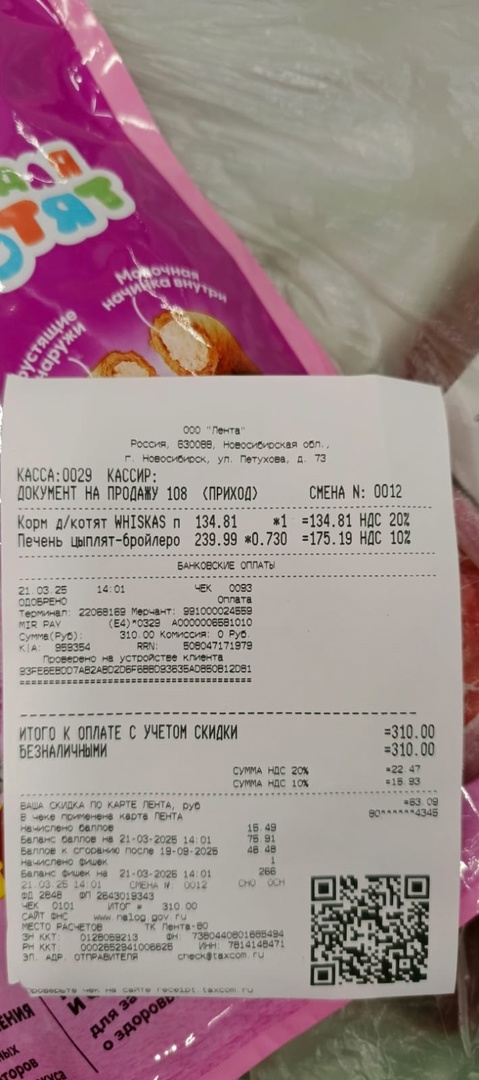 Молочная
начинка внутри
ООО "Лента"
Россия, 630088, Новосибирская обл.,
г. Новосибирск, ул. Петухова, д. 73
КАССА:0029 КАССИР:
ДОКУМЕНТ НА ПРОДАЖУ 108 (ПРИХОД) СМЕНА N: 0012
Корм д/котят WHISKAS п 134.81 *1 =134.81 НДС 20%
Печень цыплят-бройлеро 239.99 *0.730 =175.19 НДС 10%
БАНКОВСКИЕ ОПЛАТЫ
21.03.25 14:01 ЧЕК 0093
ОДОБРЕНО Оплата
Терминал: 22068169 Мерчант: 991000024559
MIR PAY (E4)*0329 A0000006581010
Сумма(Руб): 310.00 Комиссия: 0 Руб.
К/А: 959354 RRN: 508047171979
Проверено на устройстве клиента
ИТОГО К ОПЛАТЕ С УЧЕТОМ СКИДКИ =310.00
БЕЗНАЛИЧНЫМИ =310.00
СУММА НДС 20% =22.47
СУММА НДС 10% =15.93
ВАША СКИДКА ПО КАРТЕ ЛЕНТА, руб =63.09
В чеке применена карта ЛЕНТА 80******4345
Начислено баллов 15.49
Баланс баллов на 21-03-2025 14:01 75.91
Баллов к сгоранию после 19-09-2025 48.48
Начислено фишек 1
Баланс фишек на 21-03-2025 14:01 266
21.03.25 14:01 СМЕНА № 0012 СНО ОСН
ФД 2848 ФП 2643019343
ЧЕК 0101 ИТОГ = 310.00
САЙТ ФНС www.nalog.gov.ru
МЕСТО РАСЧЕТОВ ТК Лента-80
ЗН ККТ: 0128059213 ФН 7380440801685494
РН ККТ: 0002652941006625 ИНН: 7814148471
ЭЛ. АДР. ОТПРАВИТЕЛЯ check@taxcom.ru
чек на сайте receipt.taxcom.ru
для
о здоровь